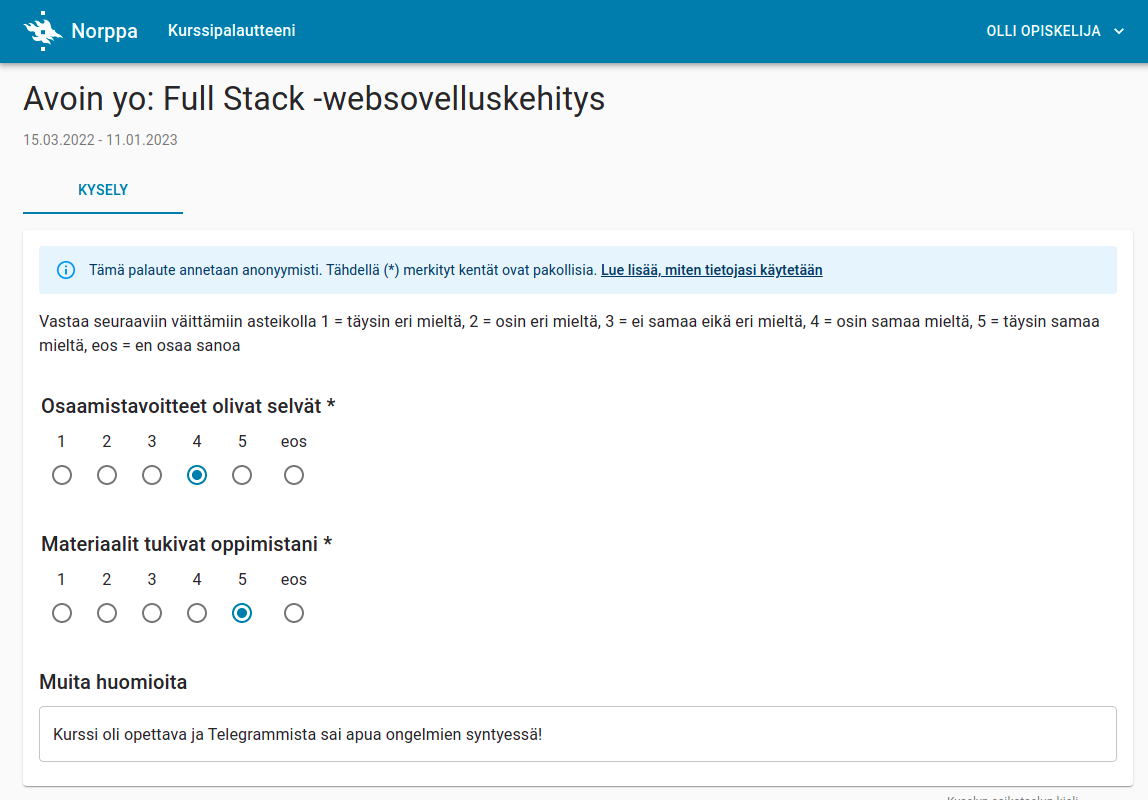 Norppa Kurssipalautteeni OLLI OPISKELIJA
Avoin yo: Full Stack -websovelluskehitys
15.03.2022 - 11.01.2023
KYSELY
Tämä palaute annetaan anonyymisti. Tähdellä (*) merkityt kentät ovat pakollisia. Lue lisää, miten tietojasi käytetään
Vastaa seuraaviin väittämiin asteikolla 1 = täysin eri mieltä, 2 = osin eri mieltä, 3 = ei samaa eikä eri mieltä, 4 = osin samaa mieltä, 5 = täysin samaa
mieltä, eos = en osaa sanoa
Osaamistavoitteet olivat selvät *
1 2 3 4 5 eos
Materiaalit tukivat oppimistani *
1 2 3 4 5 eos
Muita huomioita
Kurssi oli opettava ja Telegrammista sai apua ongelmien syntyessä!